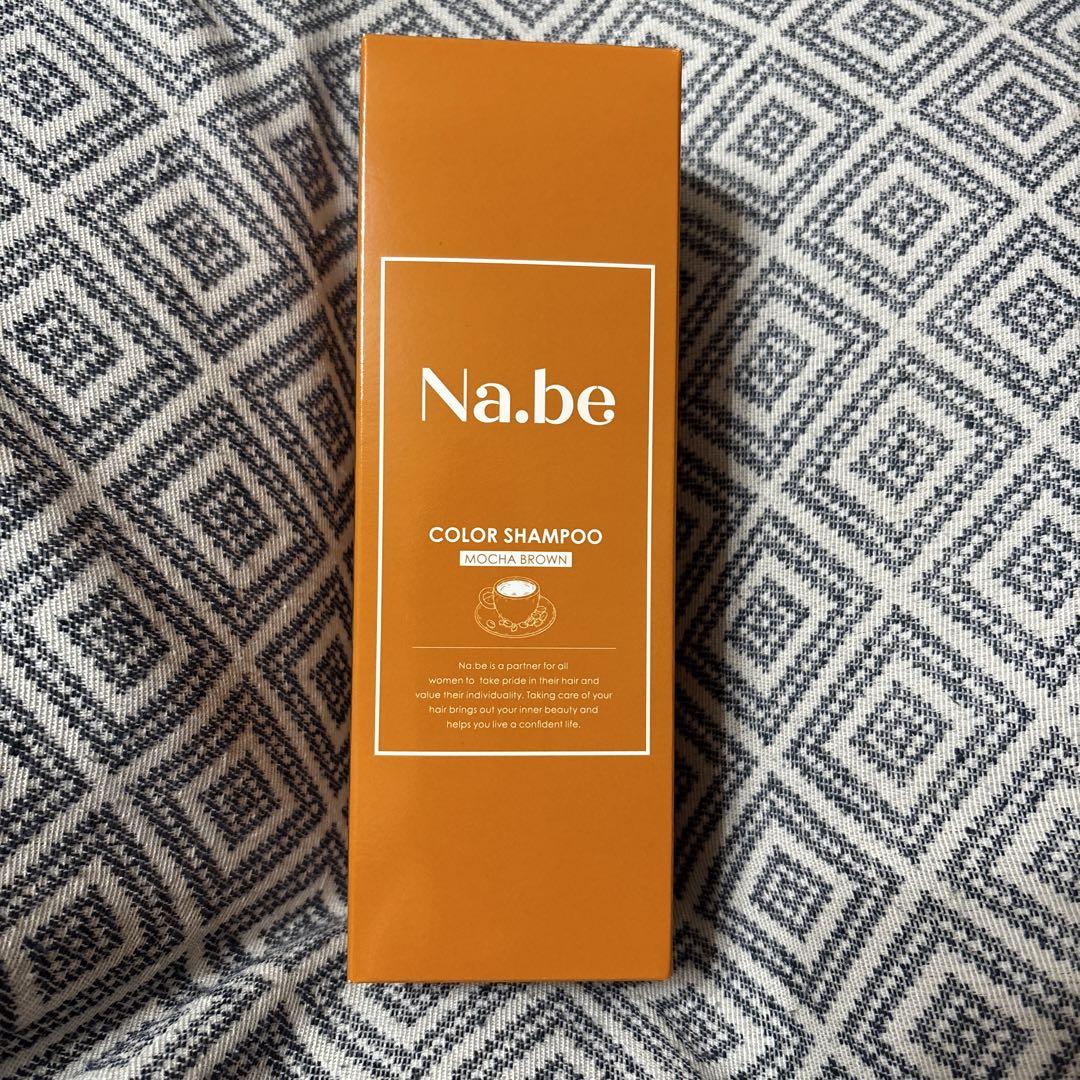 Na.be
COLOR SHAMPOO
MOCHA BROWN
Na.be is a partner for all
women to take pride in their hair and
value their individuality. Taking care of your
hair brings out your inner beauty and
helps you live a confident life.